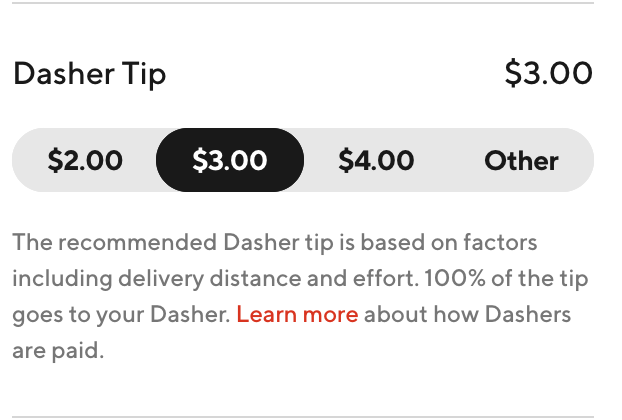 Dasher Tip $3.00
$2.00 $3.00 $4.00 Other
The recommended Dasher tip is based on factors
including delivery distance and effort. 100% of the tip
goes to your Dasher. Learn more about how Dashers
are paid.